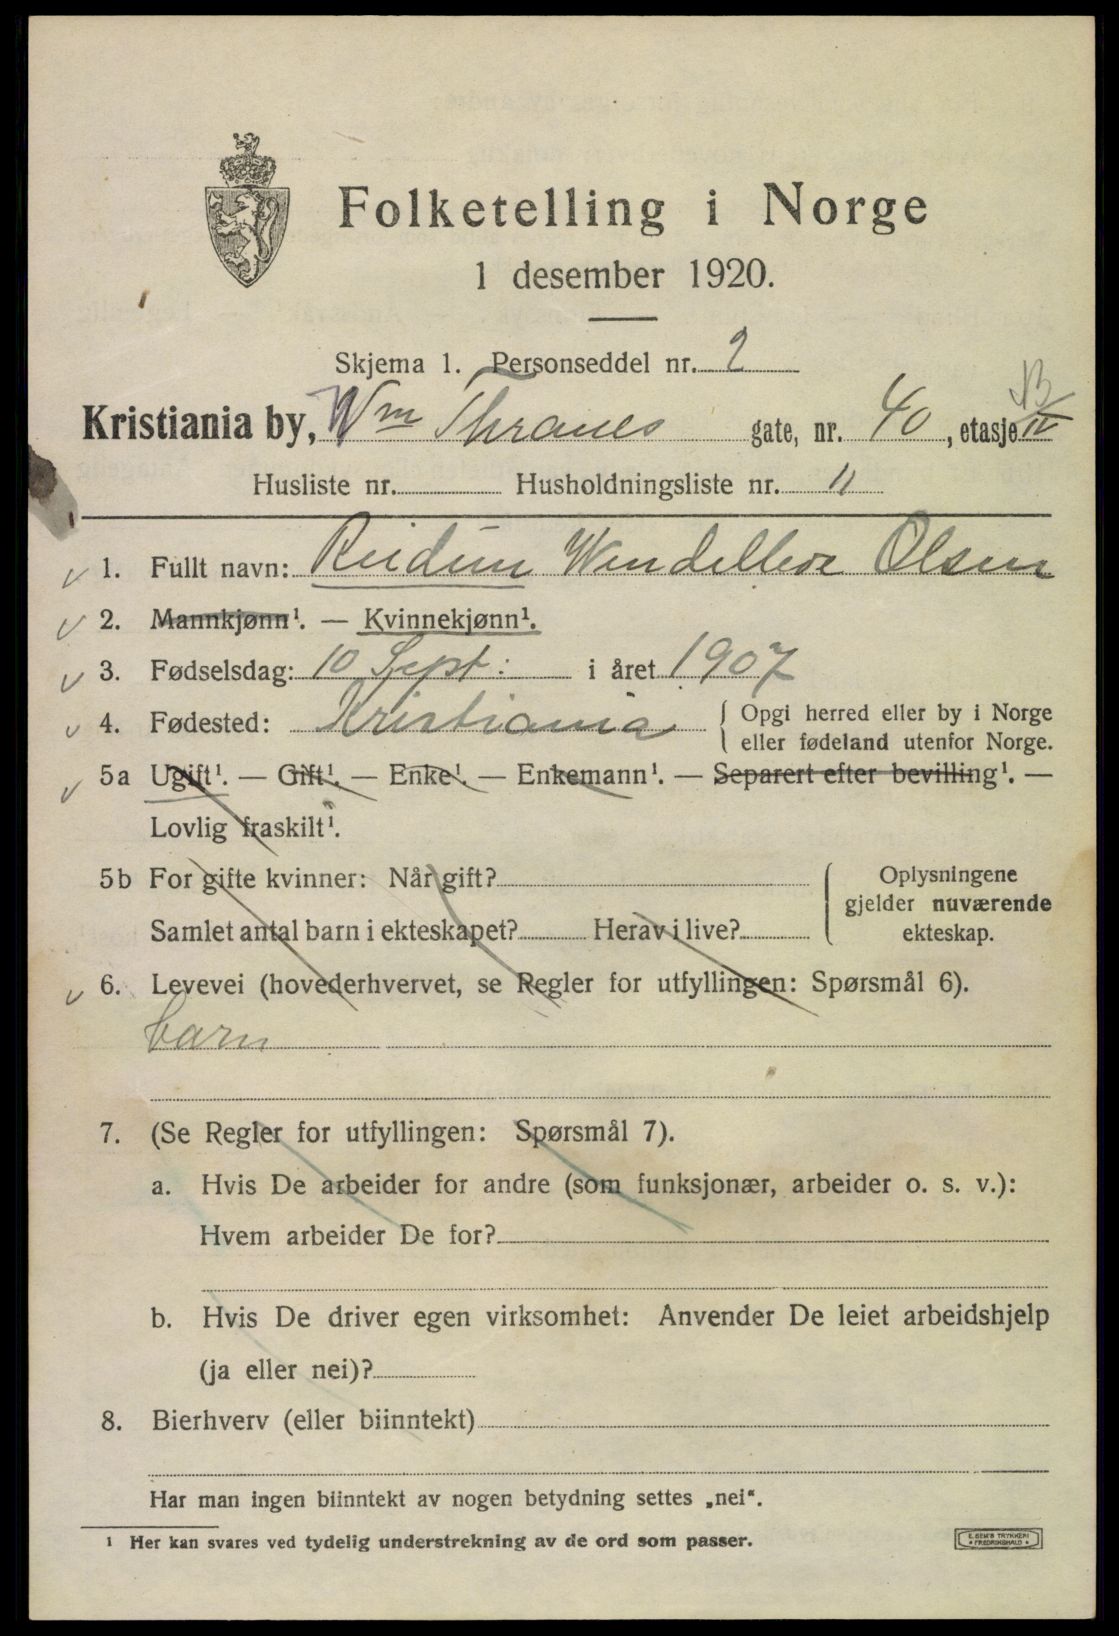 Folketelling i Norge
1 desember 1920.
Skjema 1. Personseddel nr. 2
Kristiania by, Wm Thranes gate, nr. 40, etasje IV
Husliste nr. Husholdningsliste nr. 11
1. Fullt navn: Reidun Olsen
2. Mannkjønn¹. — Kvinnekjønn¹.
3. Fødselsdag: 10 Sept: i året 1907
4. Fødested: Kristiania { Opgi herred eller by i Norge
eller fødeland utenfor Norge.
5a Ugift¹. — Gift¹. — Enke¹. — Enkemann¹. — Separert efter bevilling¹. —
Lovlig fraskilt¹.
5b For gifte kvinner: Når gift? { Oplysningene
gjelder nuværende
Samlet antal barn i ekteskapet? Herav i live? ekteskap.
6. Levevei (hovederhvervet, se Regler for utfyllingen: Spørsmål 6).
barn
7. (Se Regler for utfyllingen: Spørsmål 7).
a. Hvis De arbeider for andre (som funksjonær, arbeider o. s. v.):
Hvem arbeider De for?
b. Hvis De driver egen virksomhet: Anvender De leiet arbeidshjelp
(ja eller nei)?
8. Bierhverv (eller biinntekt)
Har man ingen biinntekt av nogen betydning settes „nei“.
¹ Her kan svares ved tydelig understrekning av de ord som passer.
E. SEM'S TRYKKERI
• FREDRIKSHALD •